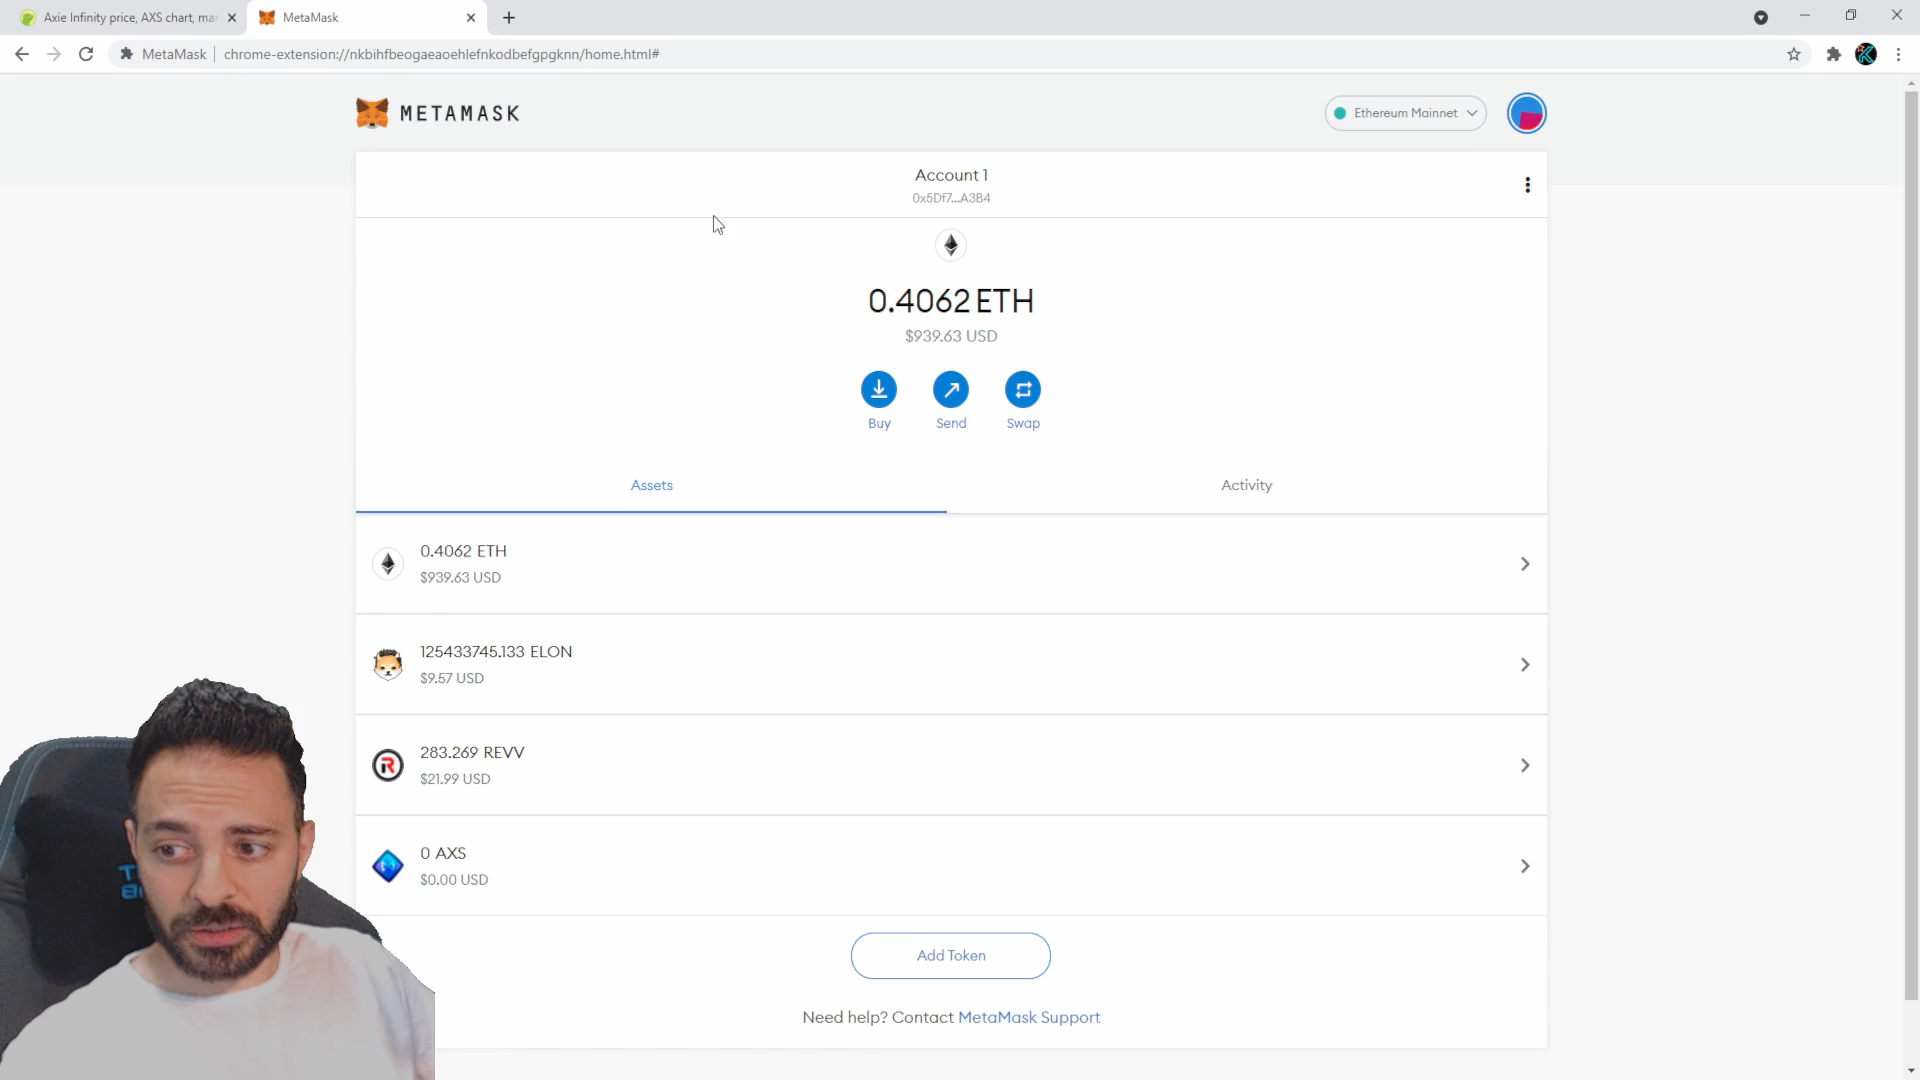 Axie Infinity price, AXS chart, mar
MetaMask
MetaMask
chrome-extension://nkbihfbeogaeaoehlefnkodbefgpgknn/home.html#
METAMASK
Ethereum Mainnet
Account 1
0x5Df7...A3B4
0.4062 ETH
$939.63 USD
Buy
Send
Swap
Assets
Activity
0.4062 ETH
$939.63 USD
125433745.133 ELON
$9.57 USD
283.269 REVV
$21.99 USD
0 AXS
$0.00 USD
Add Token
Need help? Contact MetaMask Support